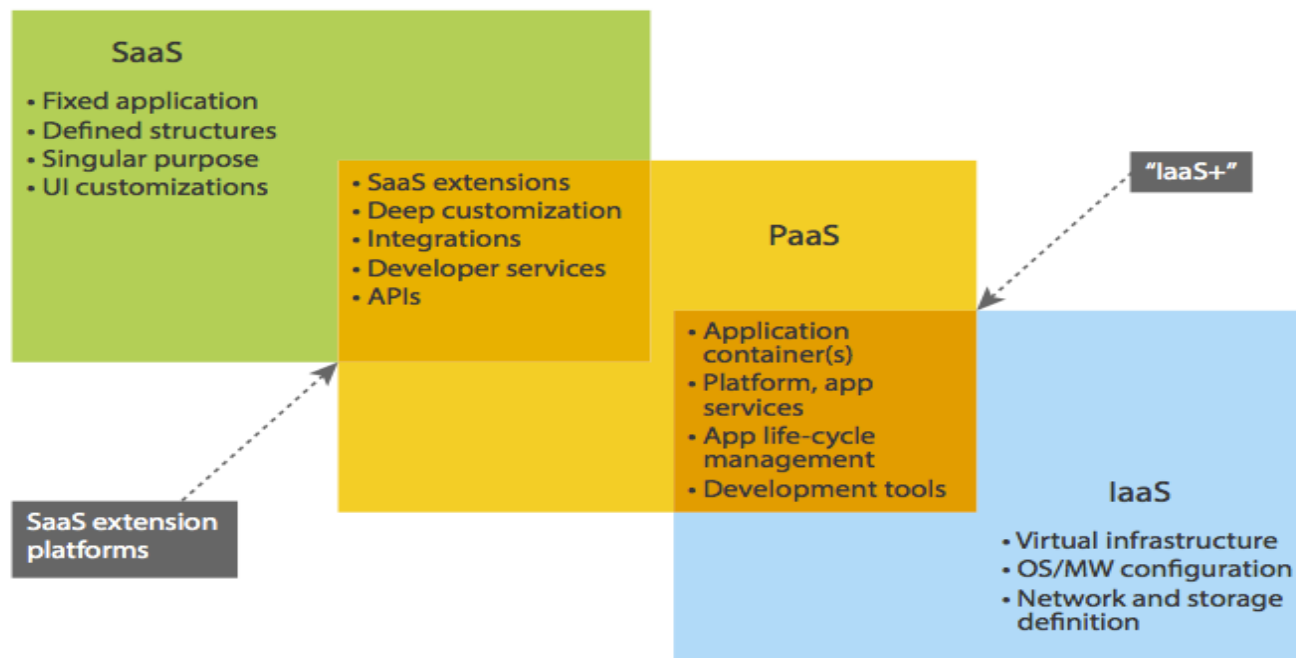 SaaS
• Fixed application
• Defined structures
• Singular purpose
• UI customizations
• SaaS extensions
• Deep customization
• Integrations
• Developer services
• APIs
"IaaS+"
PaaS
• Application
container(s)
• Platform, app
services
• App life-cycle
management
• Development tools
SaaS extension
platforms
IaaS
• Virtual infrastructure
• OS/MW configuration
• Network and storage
definition